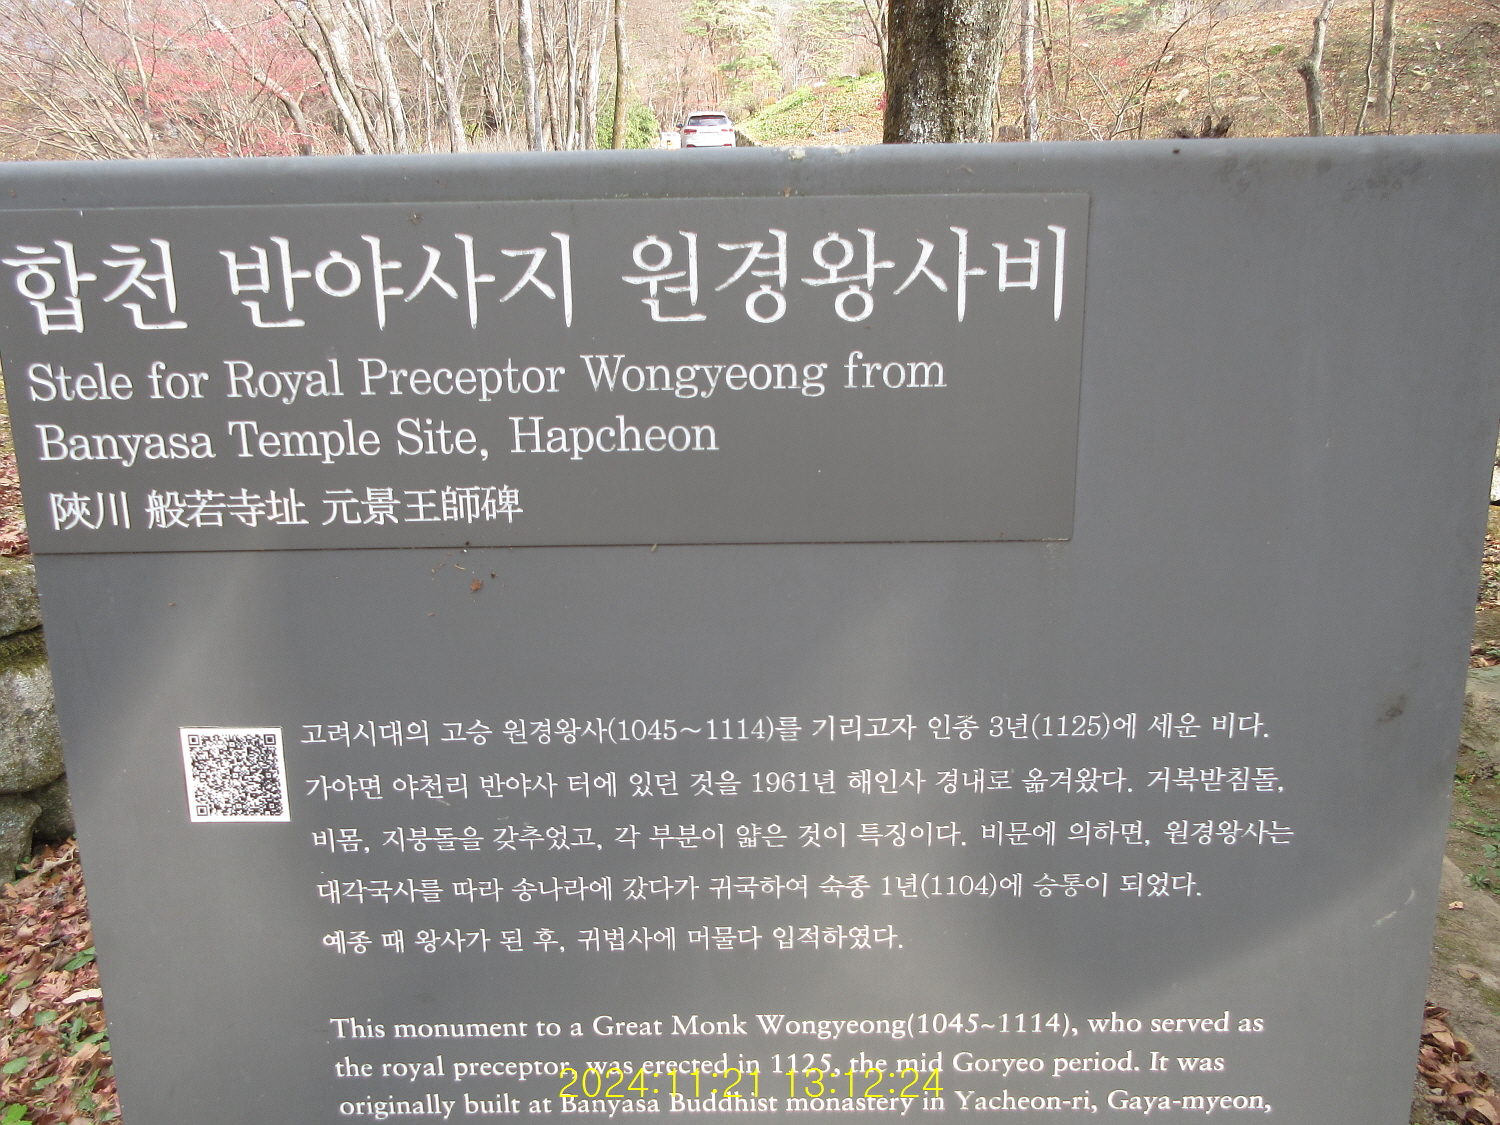 합천 반야사지 원경왕사비
Stele for Royal Preceptor Wongyeong from
Banyasa Temple Site, Hapcheon
陜川 般若寺址 元景王師碑
고려시대의 고승 원경왕사(1045~1114)를 기리고자 인종 3년(1125)에 세운 비다.
가야면 야천리 반야사 터에 있던 것을 1961년 해인사 경내로 옮겨왔다. 거북받침돌,
비몸, 지붕돌을 갖추었고, 각 부분이 얇은 것이 특징이다. 비문에 의하면, 원경왕사는
대각국사를 따라 송나라에 갔다가 귀국하여 숙종 1년(1104)에 승통이 되었다.
예종 때 왕사가 된 후, 귀법사에 머물다 입적하였다.
This monument to a Great Monk Wongyeong(1045~1114), who served as
the royal preceptor, was erected in 1125, the mid Goryeo period. It was
originally built at Banyasa Buddhist monastery in Yacheon-ri, Gaya-myeon,
2024:11:21 13:12:24